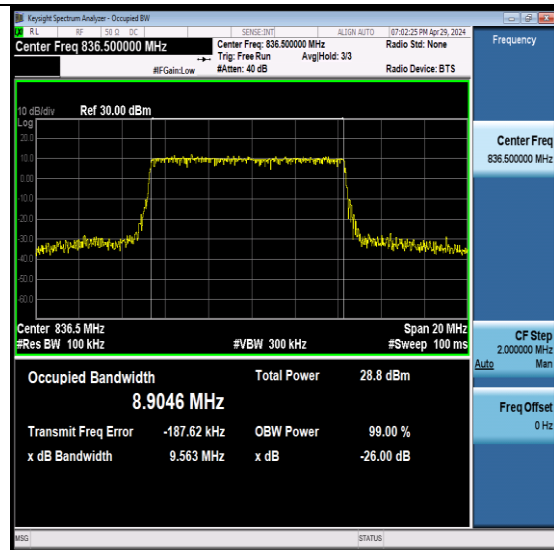 Keysight Spectrum Analyzer - Occupied BW
RL RF 50 Ω DC SENSE:INT ALIGN AUTO 07:02:25 PM Apr 29, 2024
Center Freq 836.500000 MHz Center Freq: 836.500000 MHz Radio Std: None Frequency
Trig: Free Run Avg|Hold: 3/3
#IFGain:Low #Atten: 40 dB Radio Device: BTS
10 dB/div Ref 30.00 dBm
Log
20.0
10.0
0.00
-10.0
-20.0
-30.0
-40.0
-50.0
-60.0
Center Freq
836.500000 MHz
Center 836.5 MHz Span 20 MHz
#Res BW 100 kHz #VBW 300 kHz #Sweep 100 ms
CF Step
2.000000 MHz
Auto Man
Occupied Bandwidth Total Power 28.8 dBm
8.9046 MHz
Transmit Freq Error -187.62 kHz OBW Power 99.00 %
x dB Bandwidth 9.563 MHz x dB -26.00 dB
Freq Offset
0 Hz
MSG STATUS